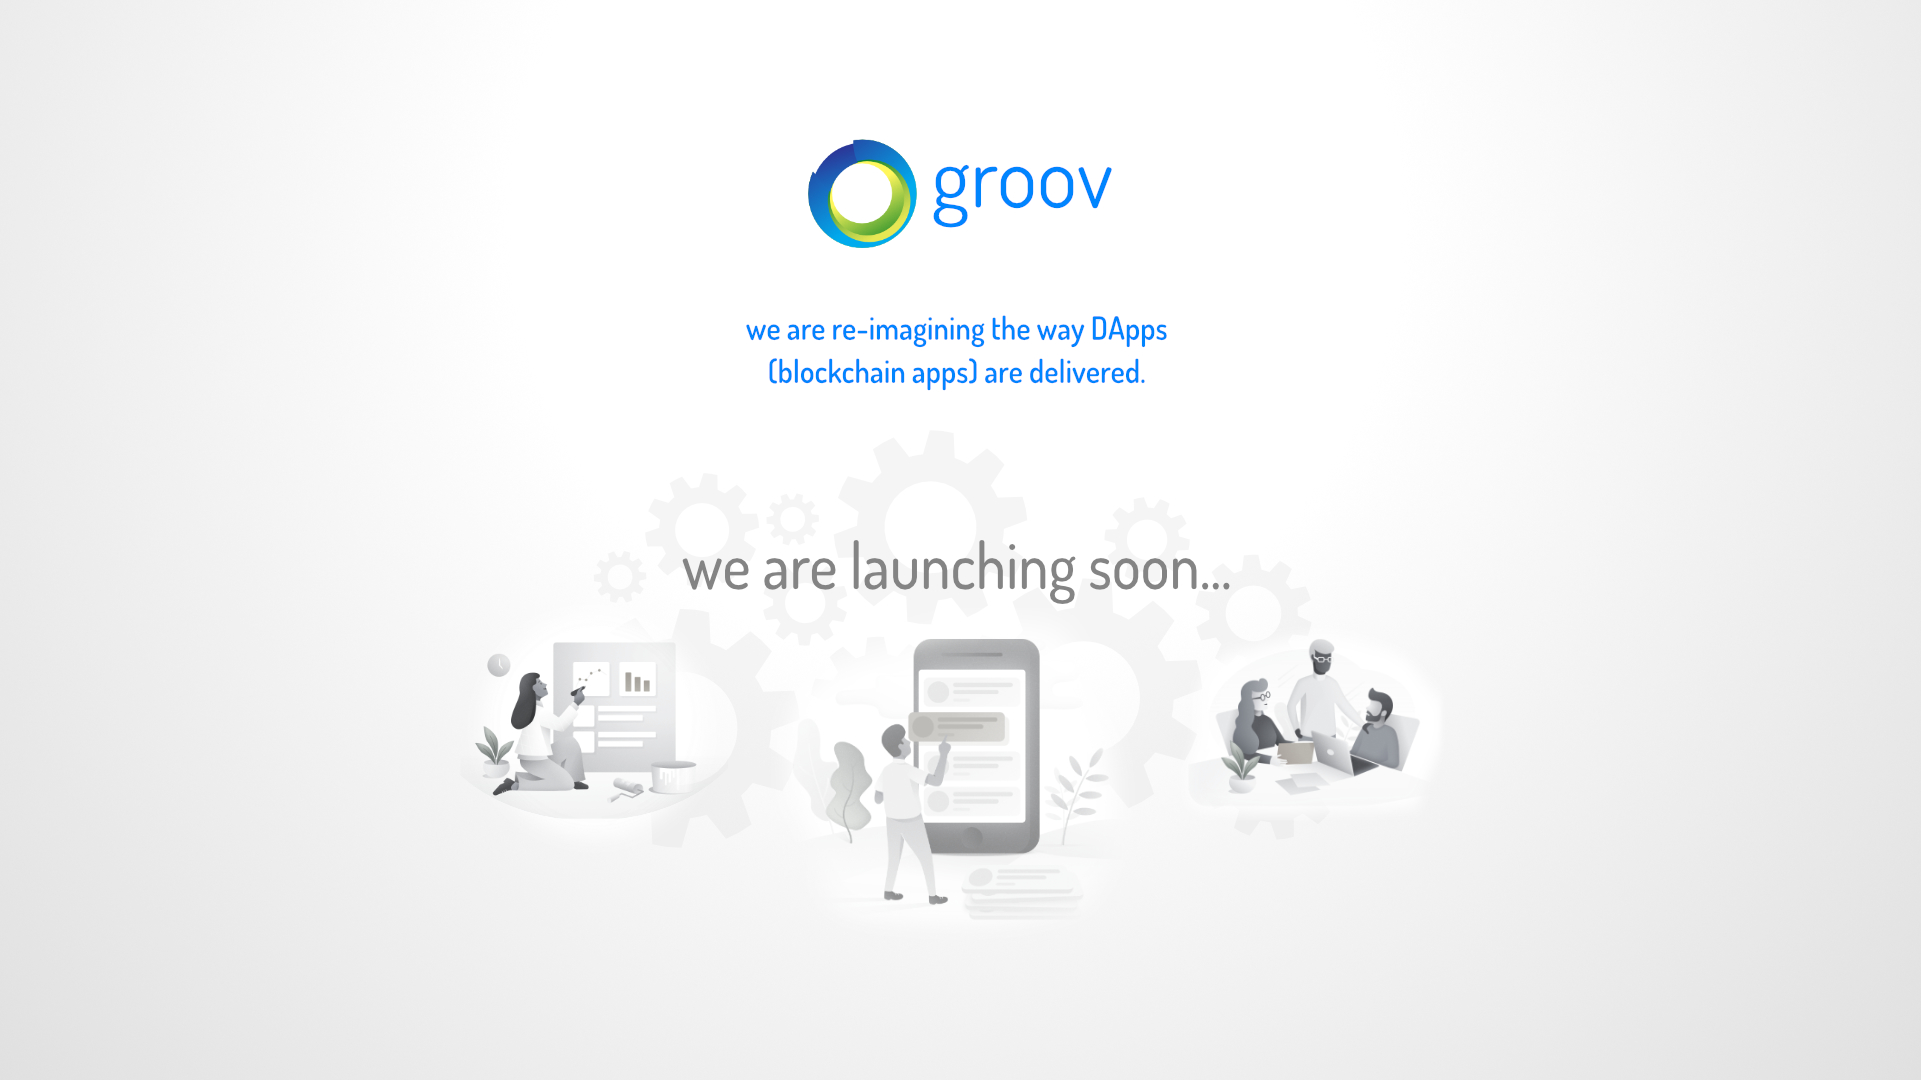 groov
we are re-imagining the way DApps
(blockchain apps) are delivered.
we are launching soon...